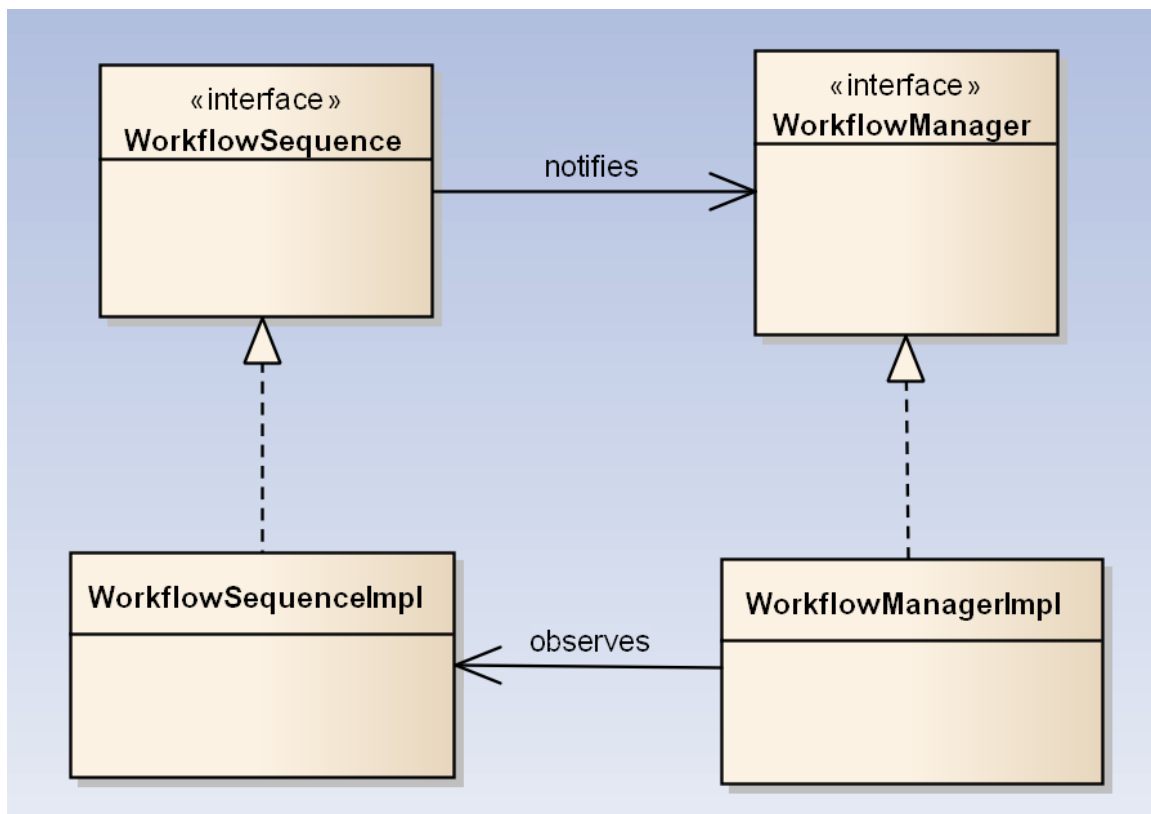 «interface»
WorkflowSequence
«interface»
WorkflowManager
notifies
WorkflowSequenceImpl
WorkflowManagerImpl
observes